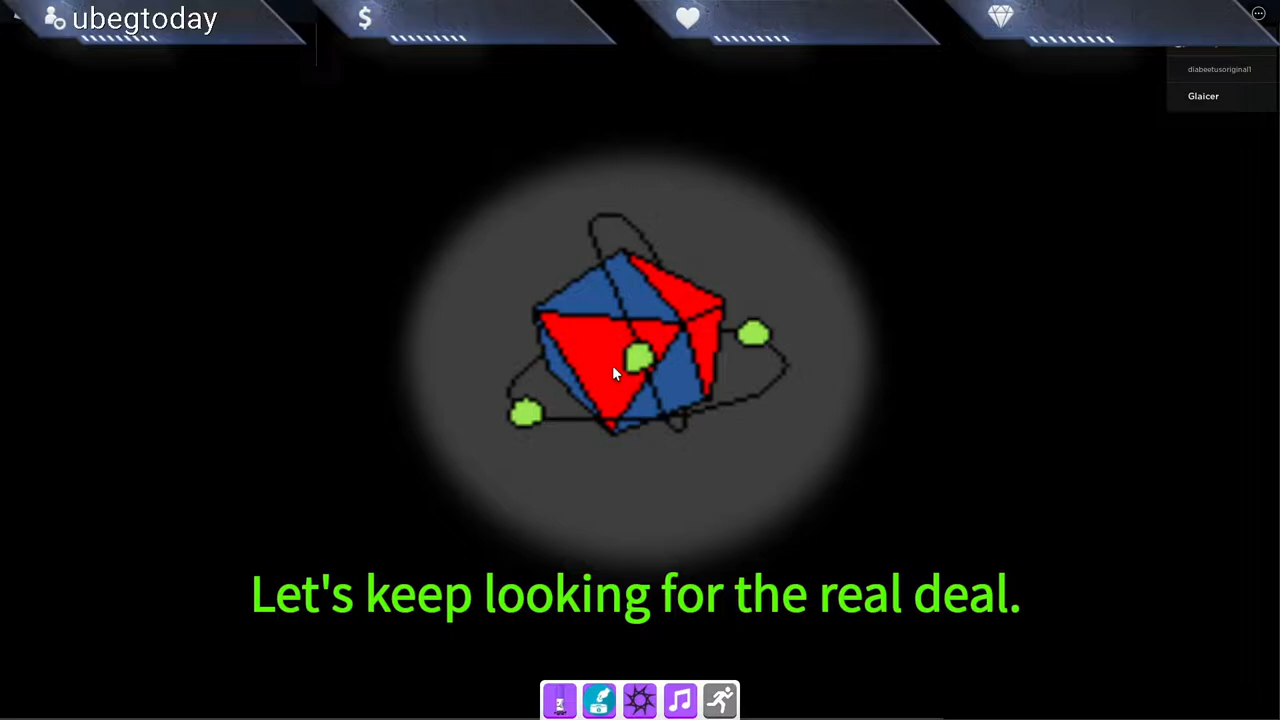 ubegtoday
diabeetusoriginal1
Glaicer
Let's keep looking for the real deal.